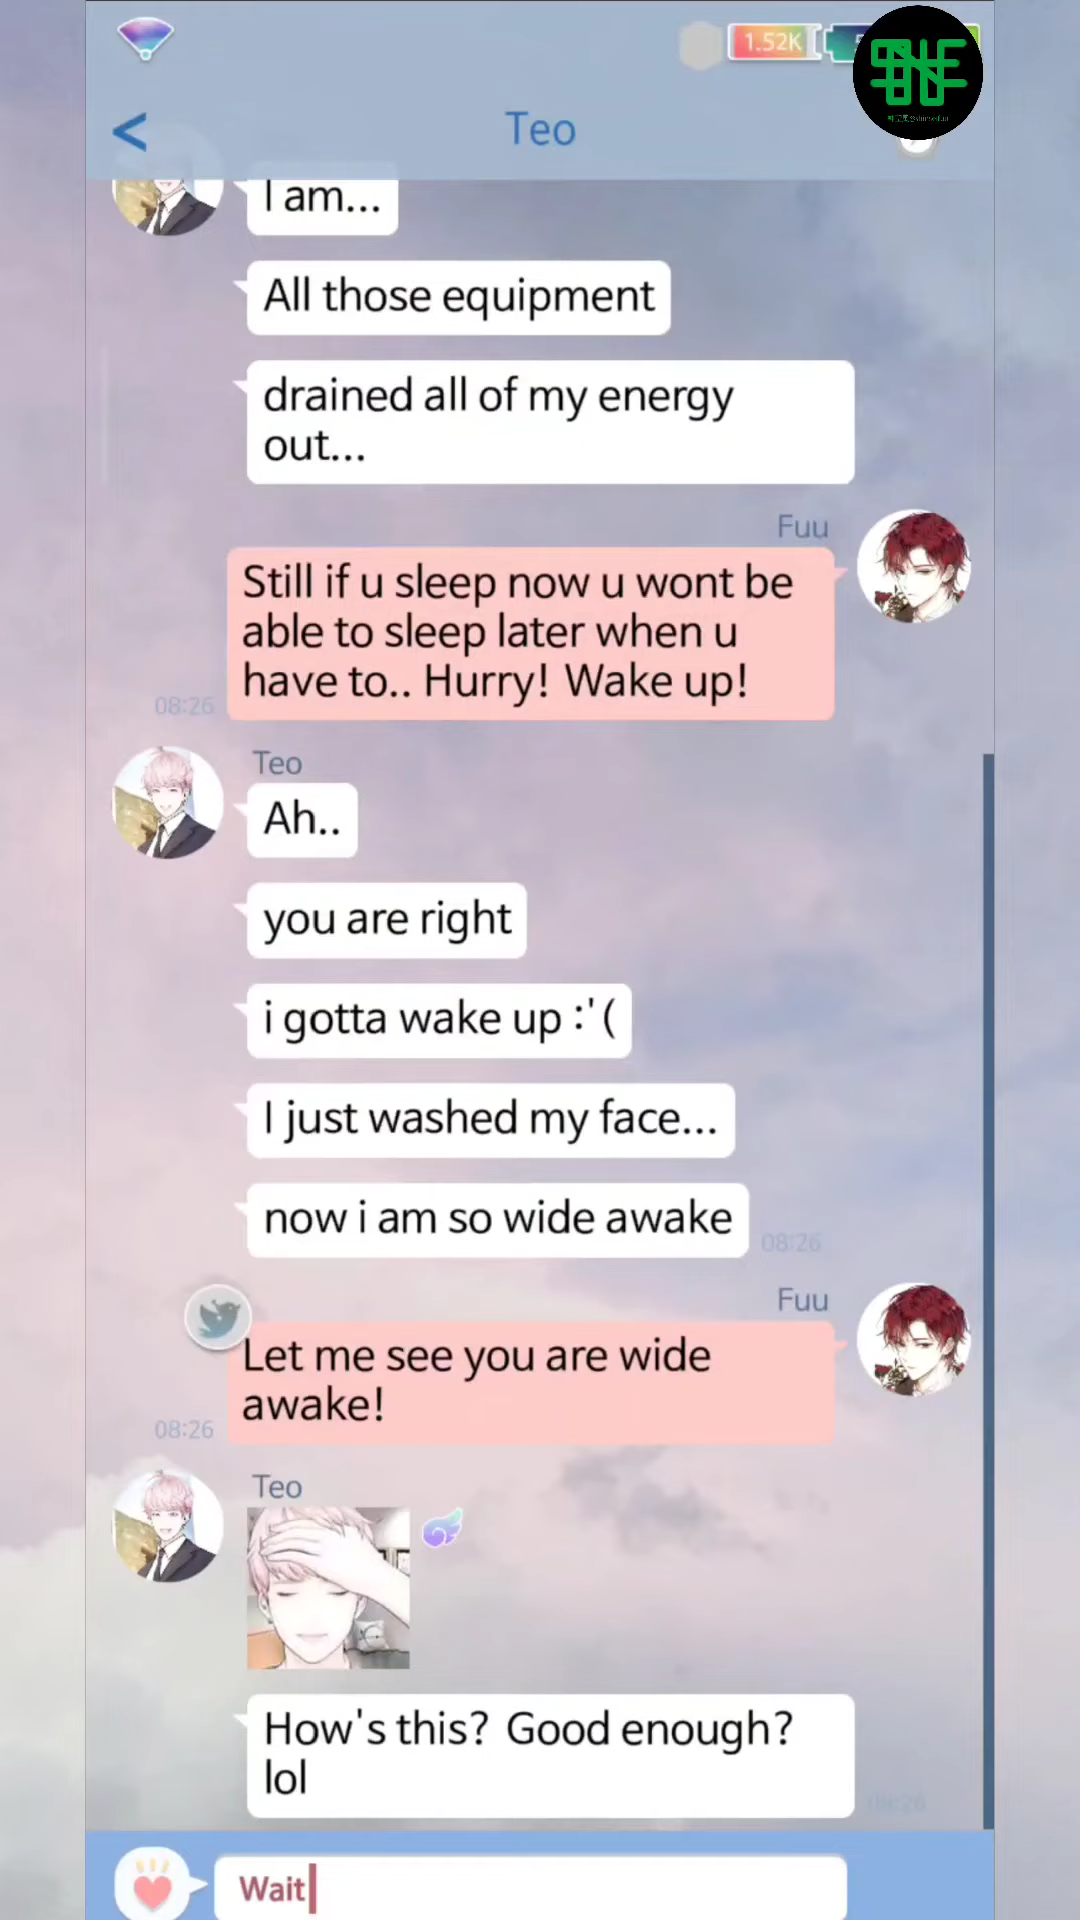 1.52K
<
Teo
I am...
All those equipment
drained all of my energy
out...
Fuu
Still if u sleep now u wont be
able to sleep later when u
have to.. Hurry! Wake up!
08:26
Teo
Ah..
you are right
i gotta wake up :'(
I just washed my face...
now i am so wide awake
08:26
Fuu
Let me see you are wide
awake!
08:26
Teo
How's this? Good enough?
lol
08:26
Wait